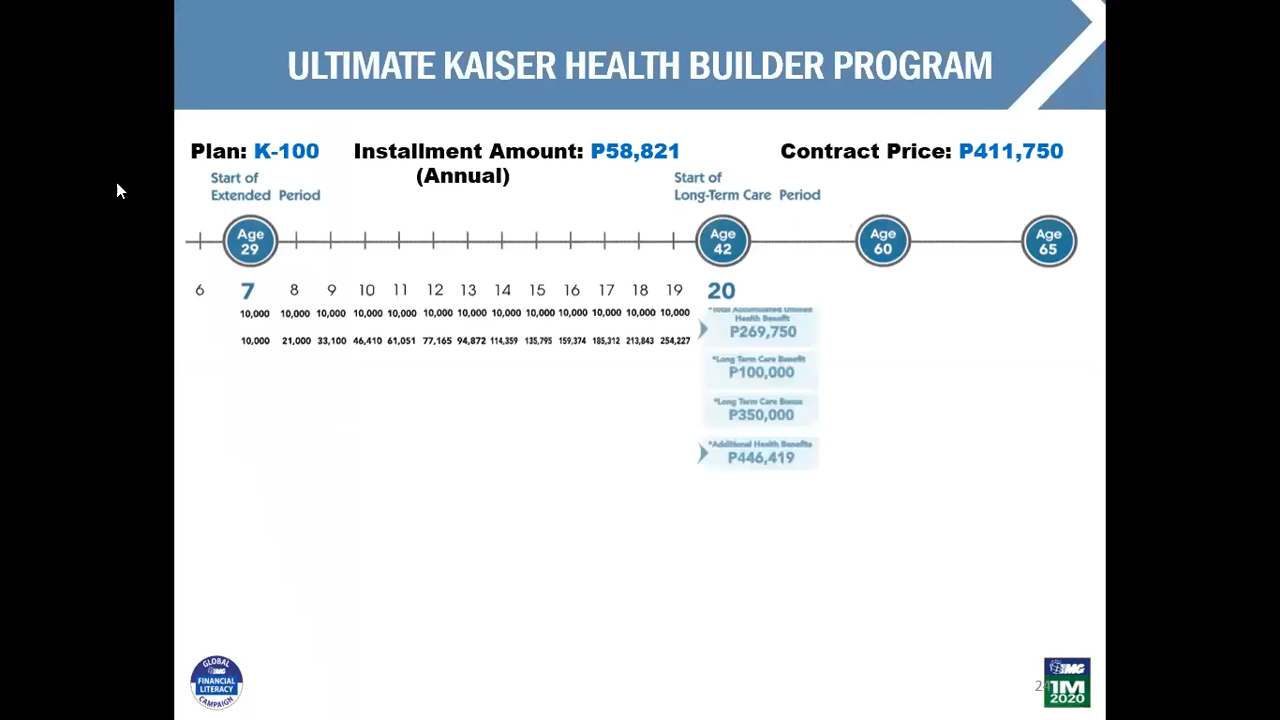 ULTIMATE KAISER HEALTH BUILDER PROGRAM
Plan: K-100 Installment Amount: P58,821 Contract Price: P411,750
(Annual)
Start of
Extended Period
Start of
Long-Term Care Period
Age
29
Age
42
Age
60
Age
65
6 7 8 9 10 11 12 13 14 15 16 17 18 19 20
10,000 10,000 10,000 10,000 10,000 10,000 10,000 10,000 10,000 10,000 10,000 10,000 10,000
10,000 21,000 33,100 46,410 61,051 77,165 94,872 114,359 135,795 159,374 185,312 213,843 254,227
*Total Accumulated Unused
Health Benefit
P269,750
*Long Term Care Benefit
P100,000
*Long Term Care Bonus
P350,000
*Additional Health Benefits
P446,419
GLOBAL
IMG
FINANCIAL
LITERACY
CAMPAIGN
IMG
1M
2020